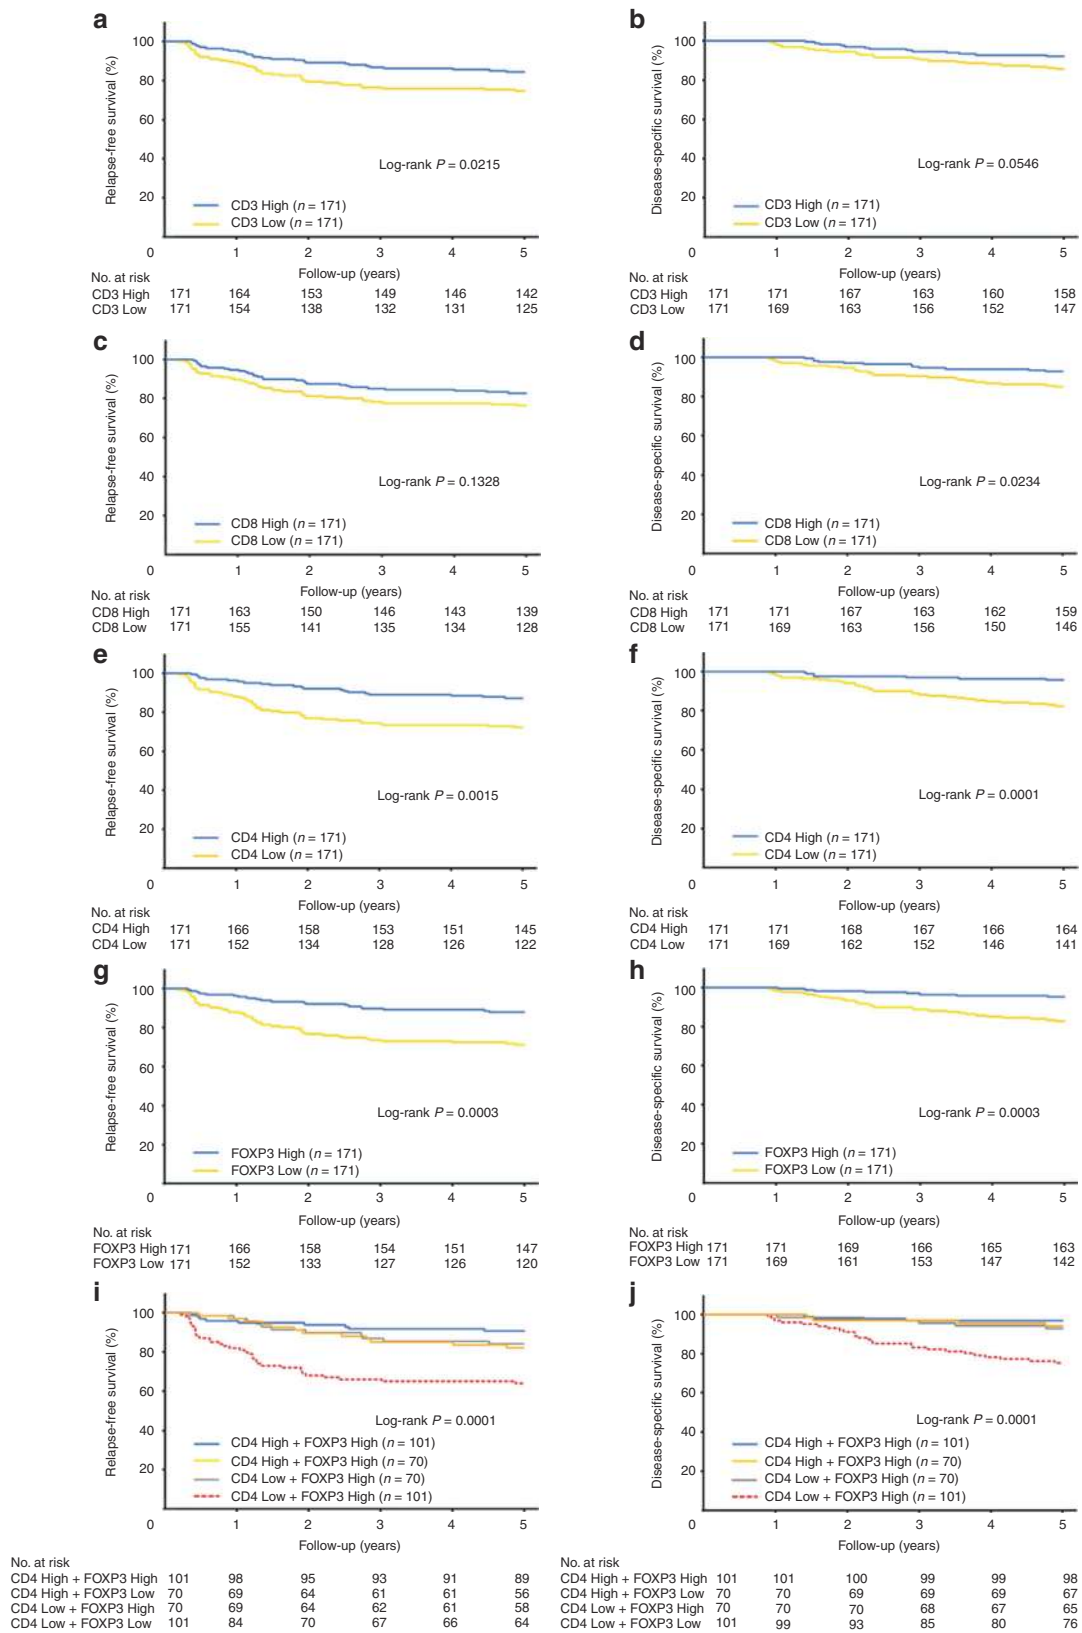 a
Relapse-free survival (%)
100
80
60
40
20
0
Log-rank P = 0.0215
CD3 High (n = 171)
CD3 Low (n = 171)
1 2 3 4 5
Follow-up (years)
No. at risk
CD3 High 171 164 153 149 146 142
CD3 Low 171 154 138 132 131 125
b
Disease-specific survival (%)
100
80
60
40
20
0
Log-rank P = 0.0546
CD3 High (n = 171)
CD3 Low (n = 171)
1 2 3 4 5
Follow-up (years)
No. at risk
CD3 High 171 171 167 163 160 158
CD3 Low 171 169 163 156 152 147
c
Relapse-free survival (%)
100
80
60
40
20
0
Log-rank P = 0.1328
CD8 High (n = 171)
CD8 Low (n = 171)
1 2 3 4 5
Follow-up (years)
No. at risk
CD8 High 171 163 150 146 143 139
CD8 Low 171 155 141 135 134 128
d
Disease-specific survival (%)
100
80
60
40
20
0
Log-rank P = 0.0234
CD8 High (n = 171)
CD8 Low (n = 171)
1 2 3 4 5
Follow-up (years)
No. at risk
CD8 High 171 171 167 163 162 159
CD8 Low 171 169 163 156 150 146
e
Relapse-free survival (%)
100
80
60
40
20
0
Log-rank P = 0.0015
CD4 High (n = 171)
CD4 Low (n = 171)
1 2 3 4 5
Follow-up (years)
No. at risk
CD4 High 171 166 158 153 151 145
CD4 Low 171 152 134 128 126 122
f
Disease-specific survival (%)
100
80
60
40
20
0
Log-rank P = 0.0001
CD4 High (n = 171)
CD4 Low (n = 171)
1 2 3 4 5
Follow-up (years)
No. at risk
CD4 High 171 171 168 167 166 164
CD4 Low 171 169 162 152 146 141
g
Relapse-free survival (%)
100
80
60
40
20
0
Log-rank P = 0.0003
FOXP3 High (n = 171)
FOXP3 Low (n = 171)
1 2 3 4 5
Follow-up (years)
No. at risk
FOXP3 High 171 166 158 154 151 147
FOXP3 Low 171 152 133 127 126 120
h
Disease-specific survival (%)
100
80
60
40
20
0
Log-rank P = 0.0003
FOXP3 High (n = 171)
FOXP3 Low (n = 171)
1 2 3 4 5
Follow-up (years)
No. at risk
FOXP3 High 171 171 169 166 165 163
FOXP3 Low 171 169 161 153 147 142
i
Relapse-free survival (%)
100
80
60
40
20
0
Log-rank P = 0.0001
CD4 High + FOXP3 High (n = 101)
CD4 High + FOXP3 High (n = 70)
CD4 Low + FOXP3 High (n = 70)
CD4 Low + FOXP3 High (n = 101)
1 2 3 4 5
Follow-up (years)
No. at risk
CD4 High + FOXP3 High 101 98 95 93 91 89
CD4 High + FOXP3 Low 70 69 64 61 61 56
CD4 Low + FOXP3 High 70 69 64 62 61 58
CD4 Low + FOXP3 Low 101 84 70 67 66 64
j
Disease-specific survival (%)
100
80
60
40
20
0
Log-rank P = 0.0001
CD4 High + FOXP3 High (n = 101)
CD4 High + FOXP3 High (n = 70)
CD4 Low + FOXP3 High (n = 70)
CD4 Low + FOXP3 High (n = 101)
1 2 3 4 5
Follow-up (years)
No. at risk
CD4 High + FOXP3 High 101 101 100 99 99 98
CD4 High + FOXP3 Low 70 70 69 69 69 67
CD4 Low + FOXP3 High 70 70 70 68 67 65
CD4 Low + FOXP3 Low 101 99 93 85 80 76